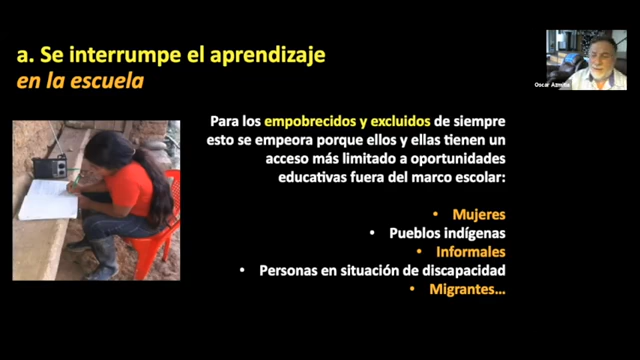 a. Se interrumpe el aprendizaje
en la escuela
Para los empobrecidos y excluidos de siempre
esto se empeora porque ellos y ellas tienen un
acceso más limitado a oportunidades
educativas fuera del marco escolar:
• Mujeres
• Pueblos indígenas
• Informales
• Personas en situación de discapacidad
• Migrantes…
Oscar